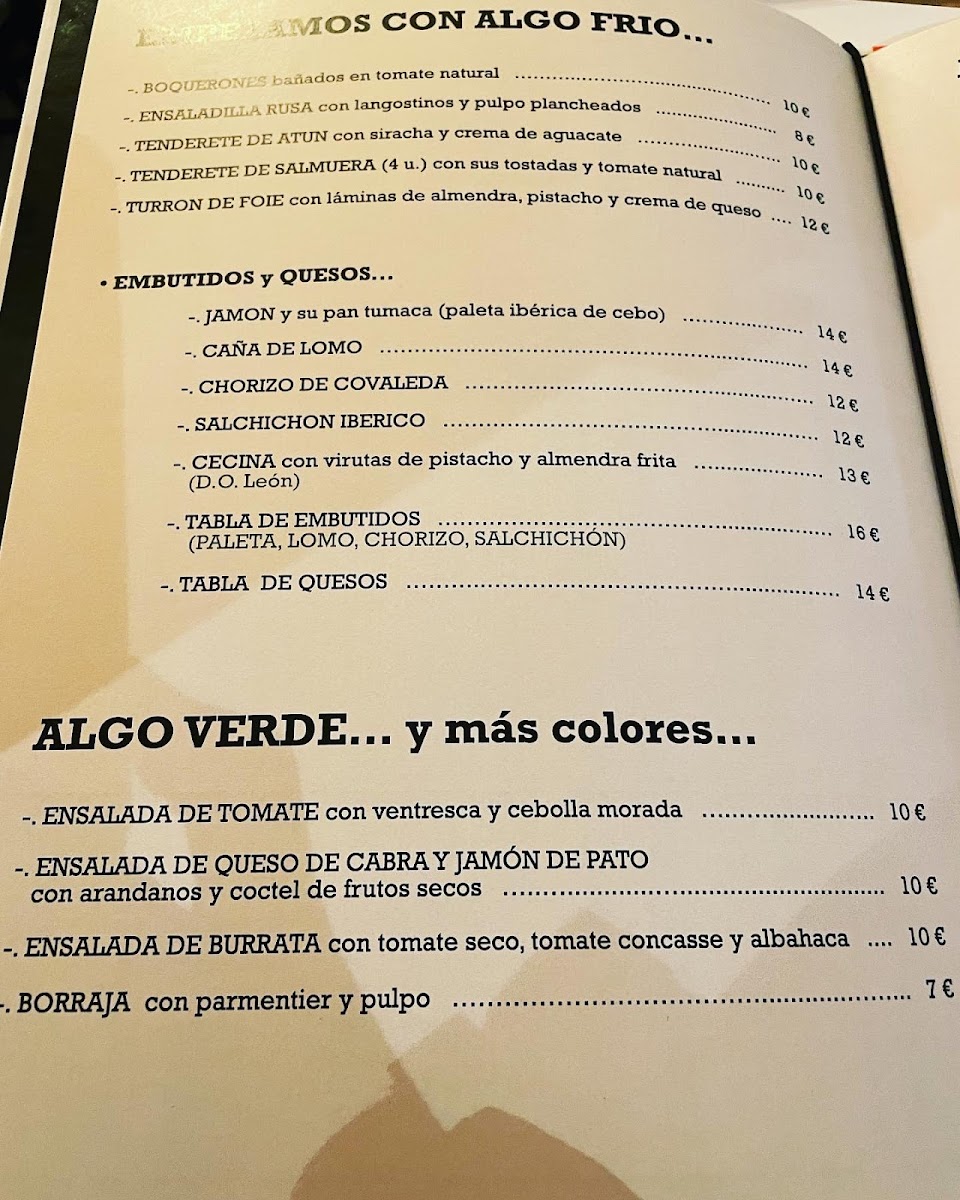 EMPEZAMOS CON ALGO FRIO...
-. BOQUERONES bañados en tomate natural ........ 10 €
-. ENSALADILLA RUSA con langostinos y pulpo plancheados ........ 8 €
-. TENDERETE DE ATUN con siracha y crema de aguacate ........ 10 €
-. TENDERETE DE SALMUERA (4 u.) con sus tostadas y tomate natural ........ 10 €
-. TURRON DE FOIE con láminas de almendra, pistacho y crema de queso .... 12 €
• EMBUTIDOS y QUESOS...
-. JAMON y su pan tumaca (paleta ibérica de cebo) ........ 14 €
-. CAÑA DE LOMO ........ 14 €
-. CHORIZO DE COVALEDA ........ 12 €
-. SALCHICHON IBERICO ........ 12 €
-. CECINA con virutas de pistacho y almendra frita ........ 13 €
(D.O. León)
-. TABLA DE EMBUTIDOS ........ 16 €
(PALETA, LOMO, CHORIZO, SALCHICHÓN)
-. TABLA DE QUESOS ........ 14 €
ALGO VERDE... y más colores...
-. ENSALADA DE TOMATE con ventresca y cebolla morada ........ 10 €
-. ENSALADA DE QUESO DE CABRA Y JAMÓN DE PATO
con arandanos y coctel de frutos secos ........ 10 €
-. ENSALADA DE BURRATA con tomate seco, tomate concasse y albahaca .... 10 €
-. BORRAJA con parmentier y pulpo ........ 7 €